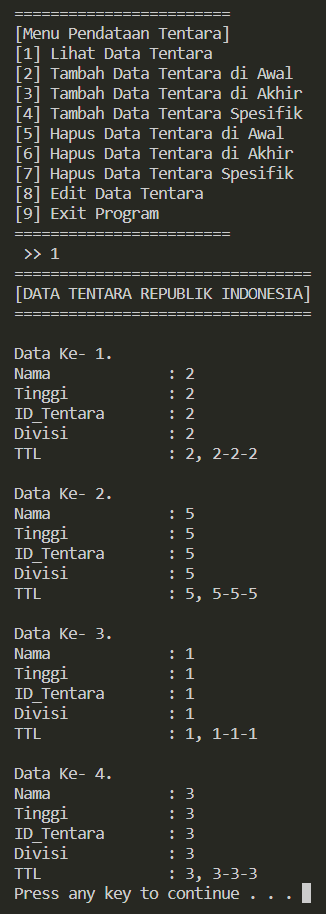 ========================
[Menu Pendataan Tentara]
[1] Lihat Data Tentara
[2] Tambah Data Tentara di Awal
[3] Tambah Data Tentara di Akhir
[4] Tambah Data Tentara Spesifik
[5] Hapus Data Tentara di Awal
[6] Hapus Data Tentara di Akhir
[7] Hapus Data Tentara Spesifik
[8] Edit Data Tentara
[9] Exit Program
========================
>> 1
=================================
[DATA TENTARA REPUBLIK INDONESIA]
=================================
Data Ke- 1.
Nama : 2
Tinggi : 2
ID_Tentara : 2
Divisi : 2
TTL : 2, 2-2-2
Data Ke- 2.
Nama : 5
Tinggi : 5
ID_Tentara : 5
Divisi : 5
TTL : 5, 5-5-5
Data Ke- 3.
Nama : 1
Tinggi : 1
ID_Tentara : 1
Divisi : 1
TTL : 1, 1-1-1
Data Ke- 4.
Nama : 3
Tinggi : 3
ID_Tentara : 3
Divisi : 3
TTL : 3, 3-3-3
Press any key to continue . . .